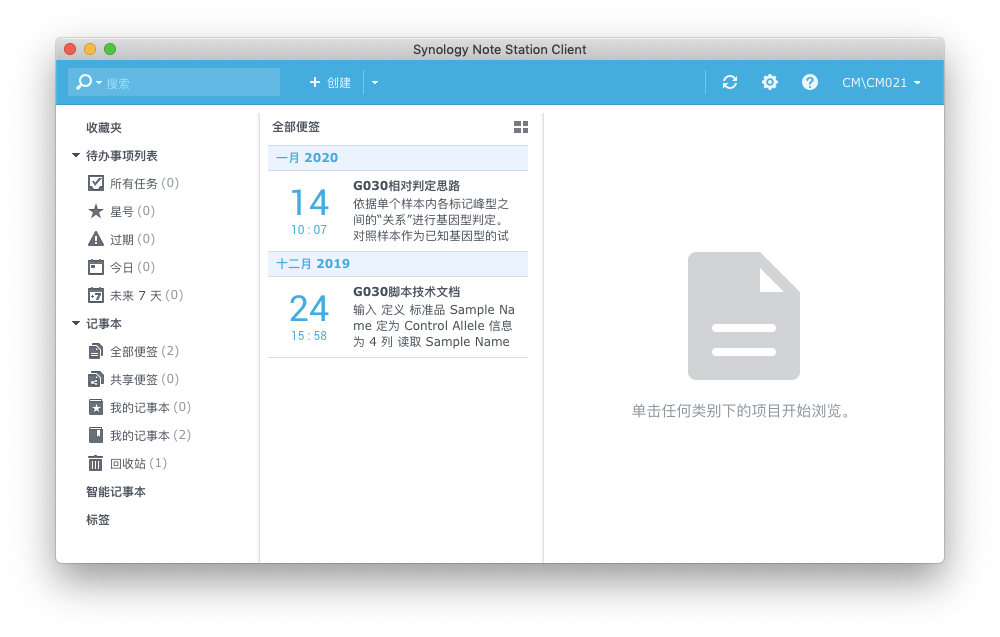 Synology Note Station Client
搜索
+ 创建
CM\CM021
收藏夹
待办事项列表
所有任务 (0)
星号 (0)
过期 (0)
今日 (0)
未来 7 天 (0)
记事本
全部便签 (2)
共享便签 (0)
我的记事本 (0)
我的记事本 (2)
回收站 (1)
智能记事本
标签
全部便签
一月 2020
14
10 : 07
G030相对判定思路
依据单个样本内各标记峰型之
间的“关系”进行基因型判定。
对照样本作为已知基因型的试
十二月 2019
24
15 : 58
G030脚本技术文档
输入 定义 标准品 Sample Na
me 定为 Control Allele 信息
为 4 列 读取 Sample Name
单击任何类别下的项目开始浏览。